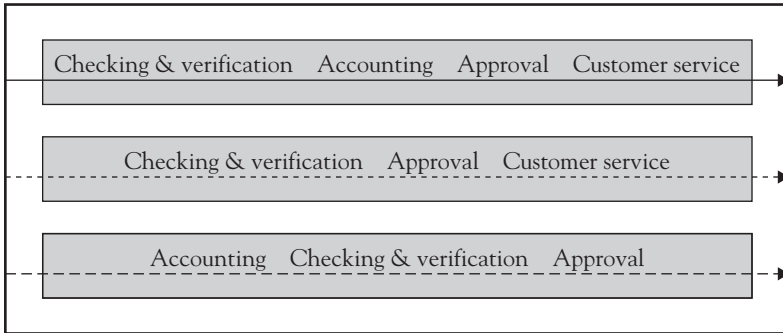 Checking & verification Accounting Approval Customer service
Checking & verification Approval Customer service
Accounting Checking & verification Approval